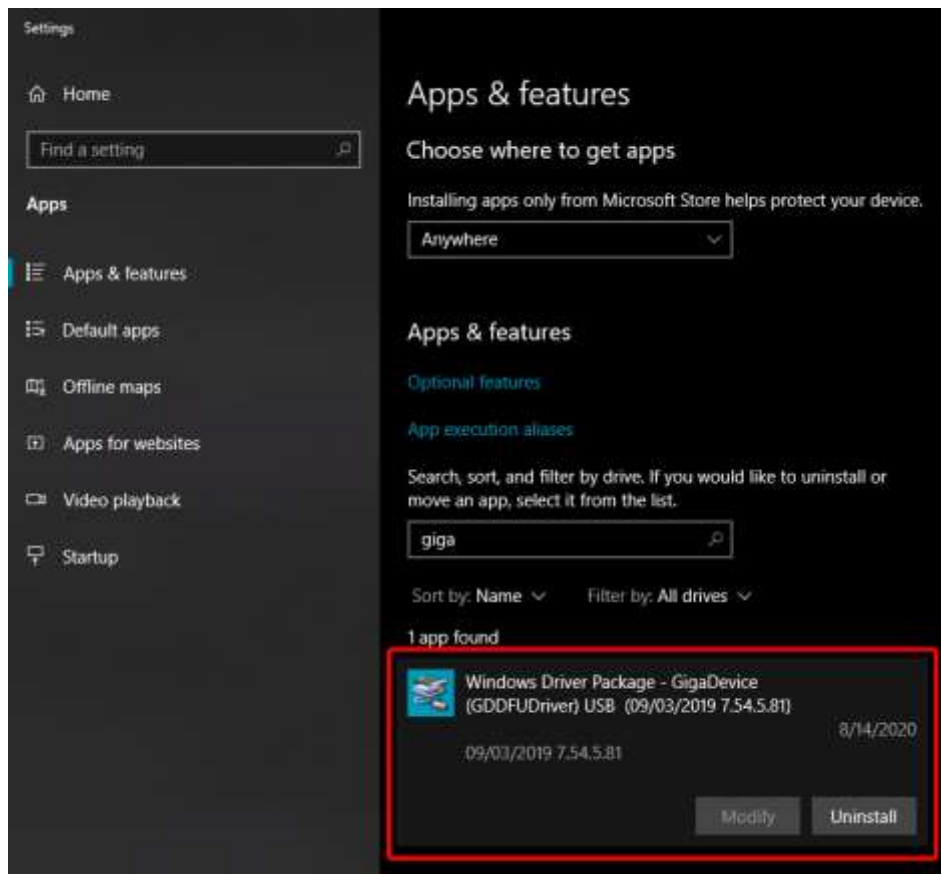 Settings
Home
Find a setting
Apps
Apps & features
Default apps
Offline maps
Apps for websites
Video playback
Startup
Apps & features
Choose where to get apps
Installing apps only from Microsoft Store helps protect your device.
Anywhere
Apps & features
Optional features
App execution aliases
Search, sort, and filter by drive. If you would like to uninstall or
move an app, select it from the list.
giga
Sort by: Name Filter by: All drives
1 app found
Windows Driver Package - GigaDevice
(GDDFUDriver) USB (09/03/2019 7.54.5.81)
8/14/2020
09/03/2019 7.54.5.81
Modify Uninstall